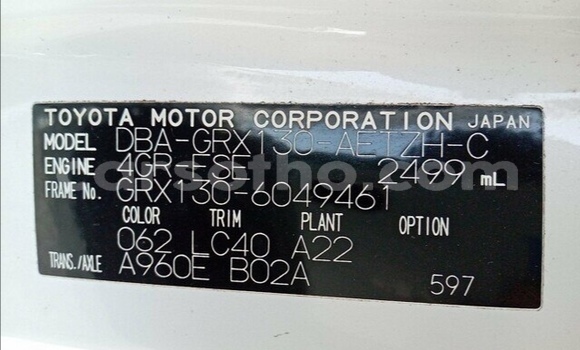 TOYOTA MOTOR CORPORATION JAPAN
MODEL DBA-GRX130-AETZH-C
ENGINE 4GR-FSE 2499 mL
FRAME No. GRX130-6049461
COLOR TRIM PLANT OPTION
062 LC40 A22
TRANS./AXLE A960E B02A
597